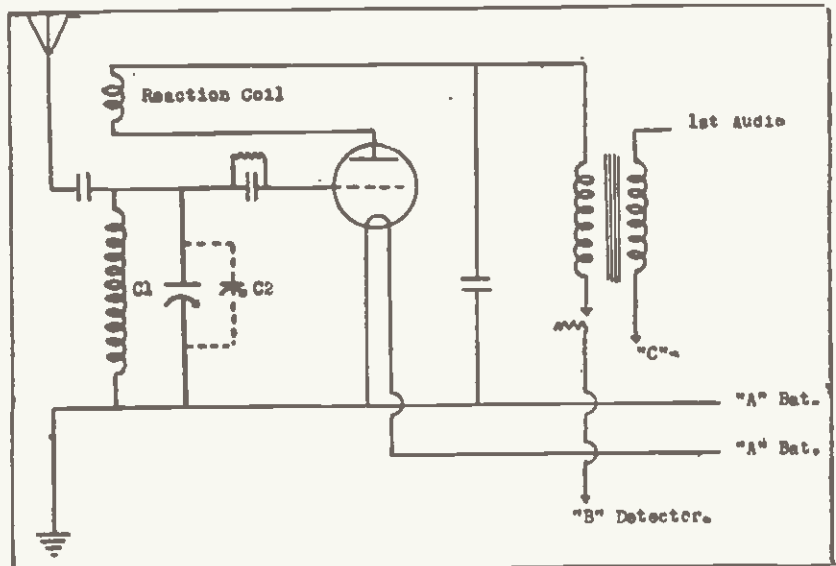 Reaction Coil
1st Audio
C1
C2
"C"-
"A" Bat.
"A" Bat.
"B" Detector.